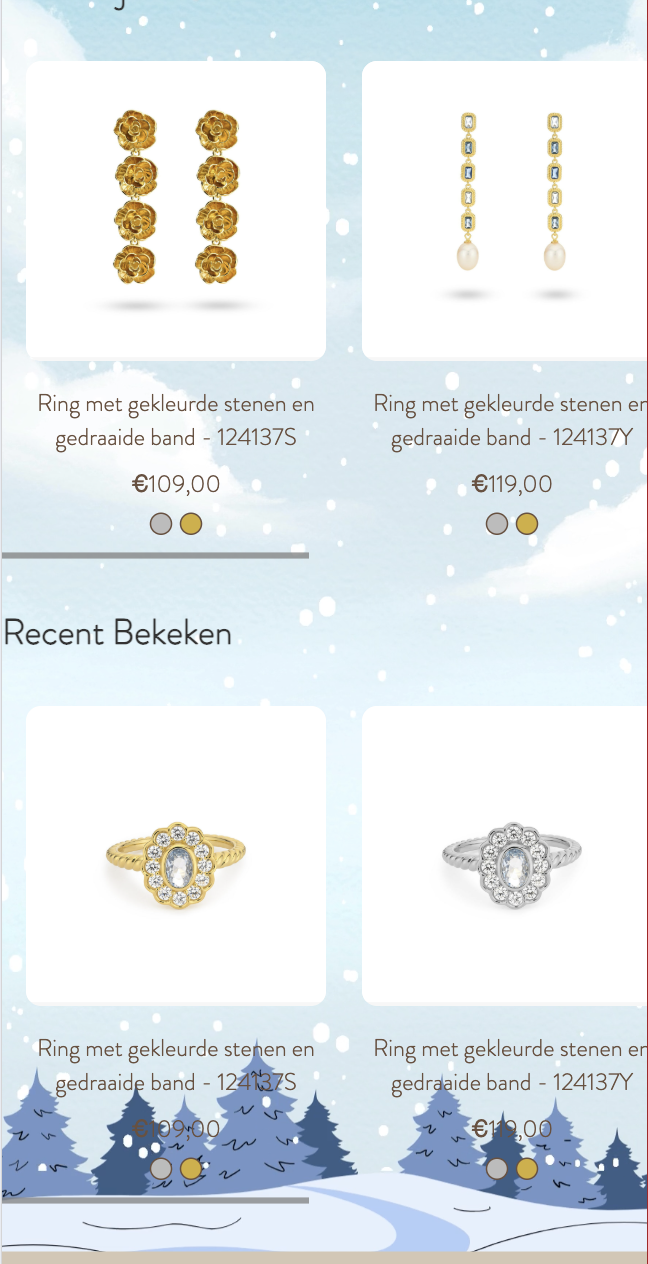 Ring met gekleurde stenen en
gedraaide band - 124137S
€109,00
Ring met gekleurde stenen en
gedraaide band - 124137Y
€119,00
Recent Bekeken
Ring met gekleurde stenen en
gedraaide band - 124137S
€109,00
Ring met gekleurde stenen en
gedraaide band - 124137Y
€119,00